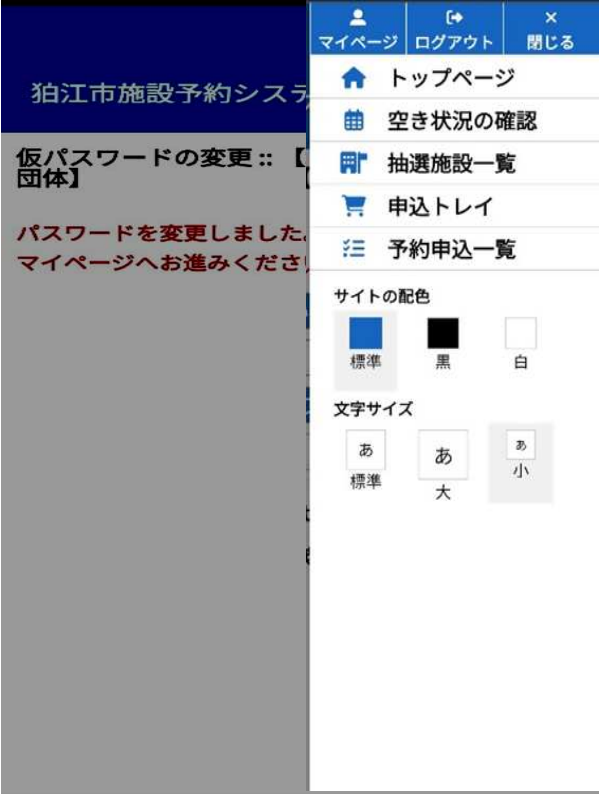 マイページ ログアウト 閉じる
狛江市施設予約システ
仮パスワードの変更 :: 【
団体】
パスワードを変更しました。
マイページへお進みくださ
トップページ
空き状況の確認
抽選施設一覧
申込トレイ
予約申込一覧
サイトの配色
標準 黒 白
文字サイズ
あ あ あ
標準 大 小